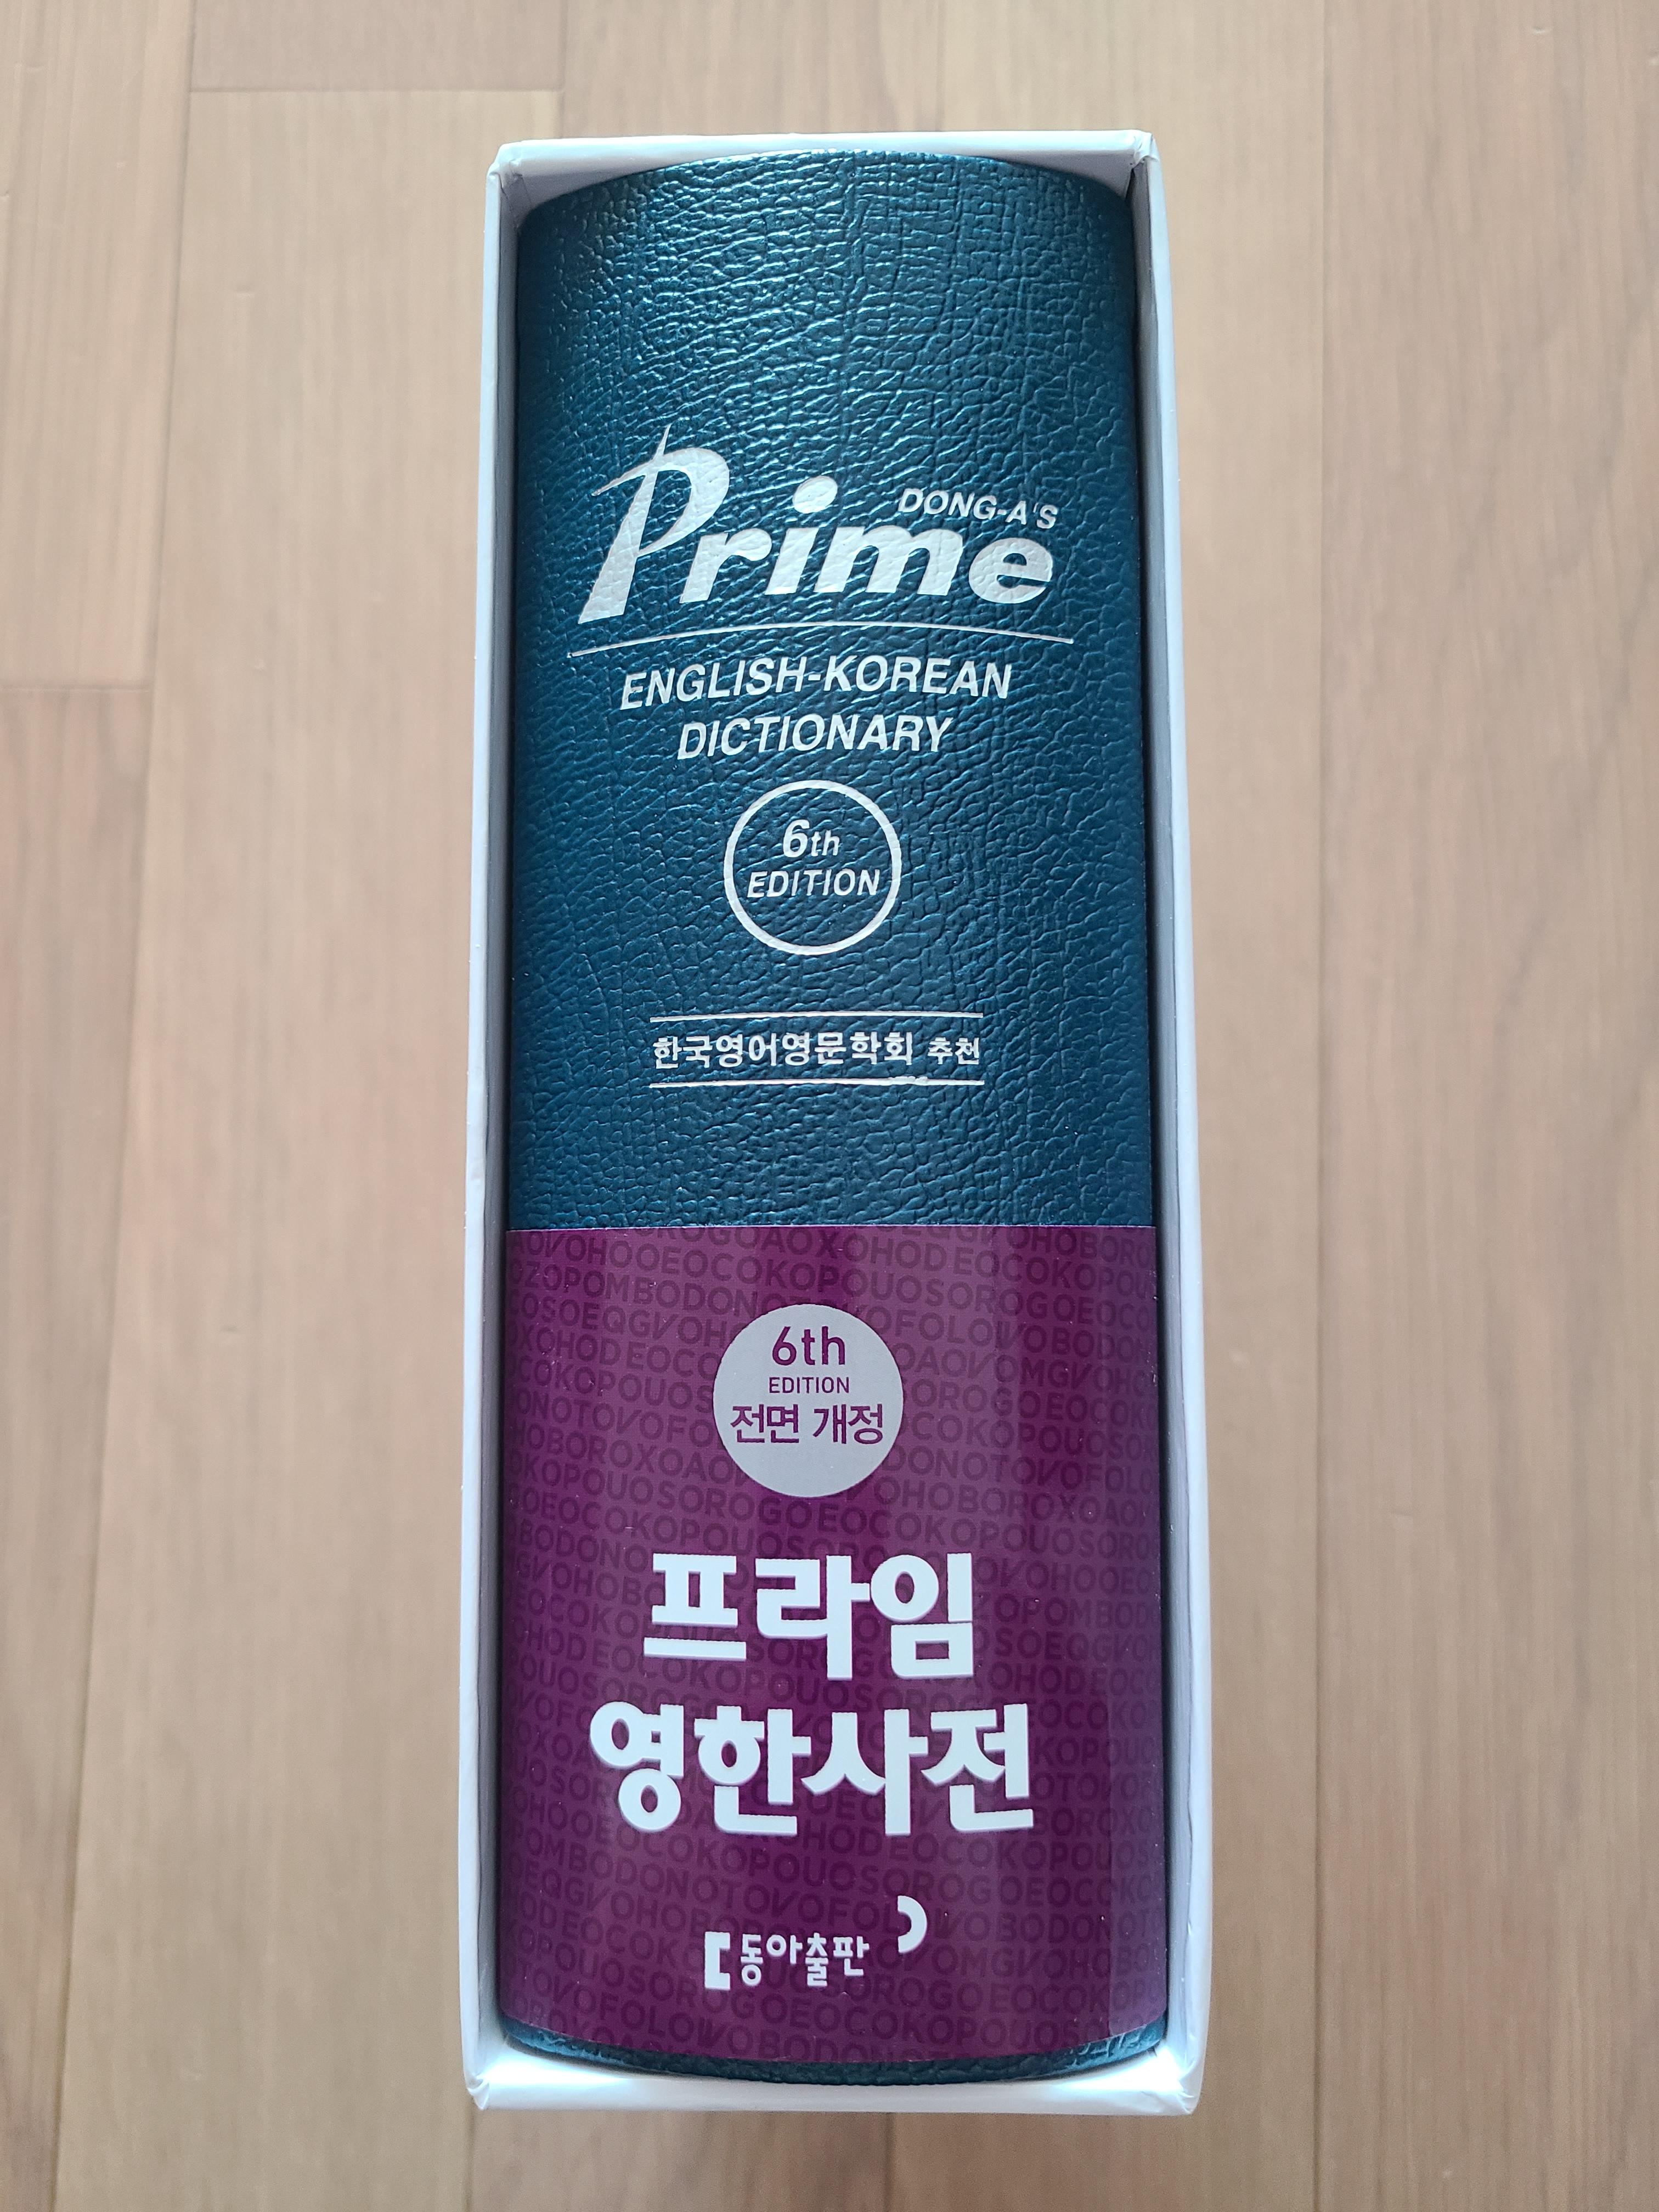 DONG-A'S
Prime
ENGLISH-KOREAN
DICTIONARY
6th
EDITION
한국영어영문학회 추천
6th
EDITION
전면 개정
프라임
영한사전
동아출판